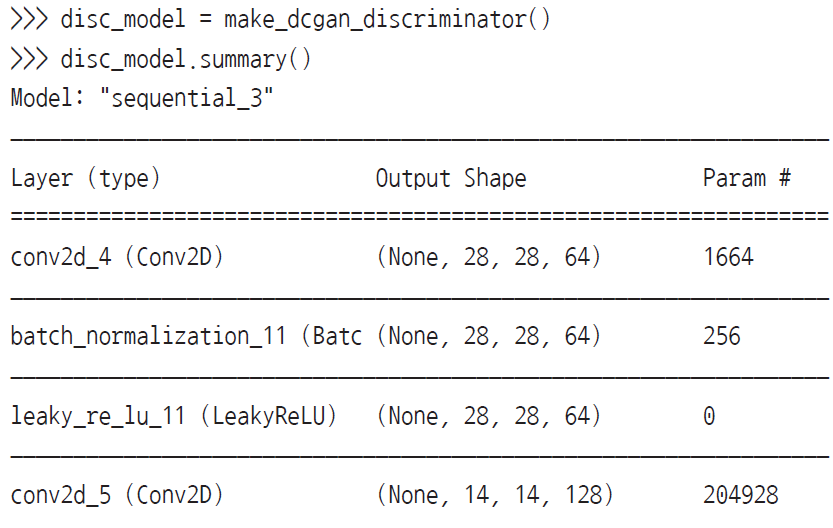 >>> disc_model = make_dcgan_discriminator()
>>> disc_model.summary()
Model: "sequential_3"
_________________________________________________________________
Layer (type) Output Shape Param #
=================================================================
conv2d_4 (Conv2D) (None, 28, 28, 64) 1664
_________________________________________________________________
batch_normalization_11 (Batc (None, 28, 28, 64) 256
_________________________________________________________________
leaky_re_lu_11 (LeakyReLU) (None, 28, 28, 64) 0
_________________________________________________________________
conv2d_5 (Conv2D) (None, 14, 14, 128) 204928